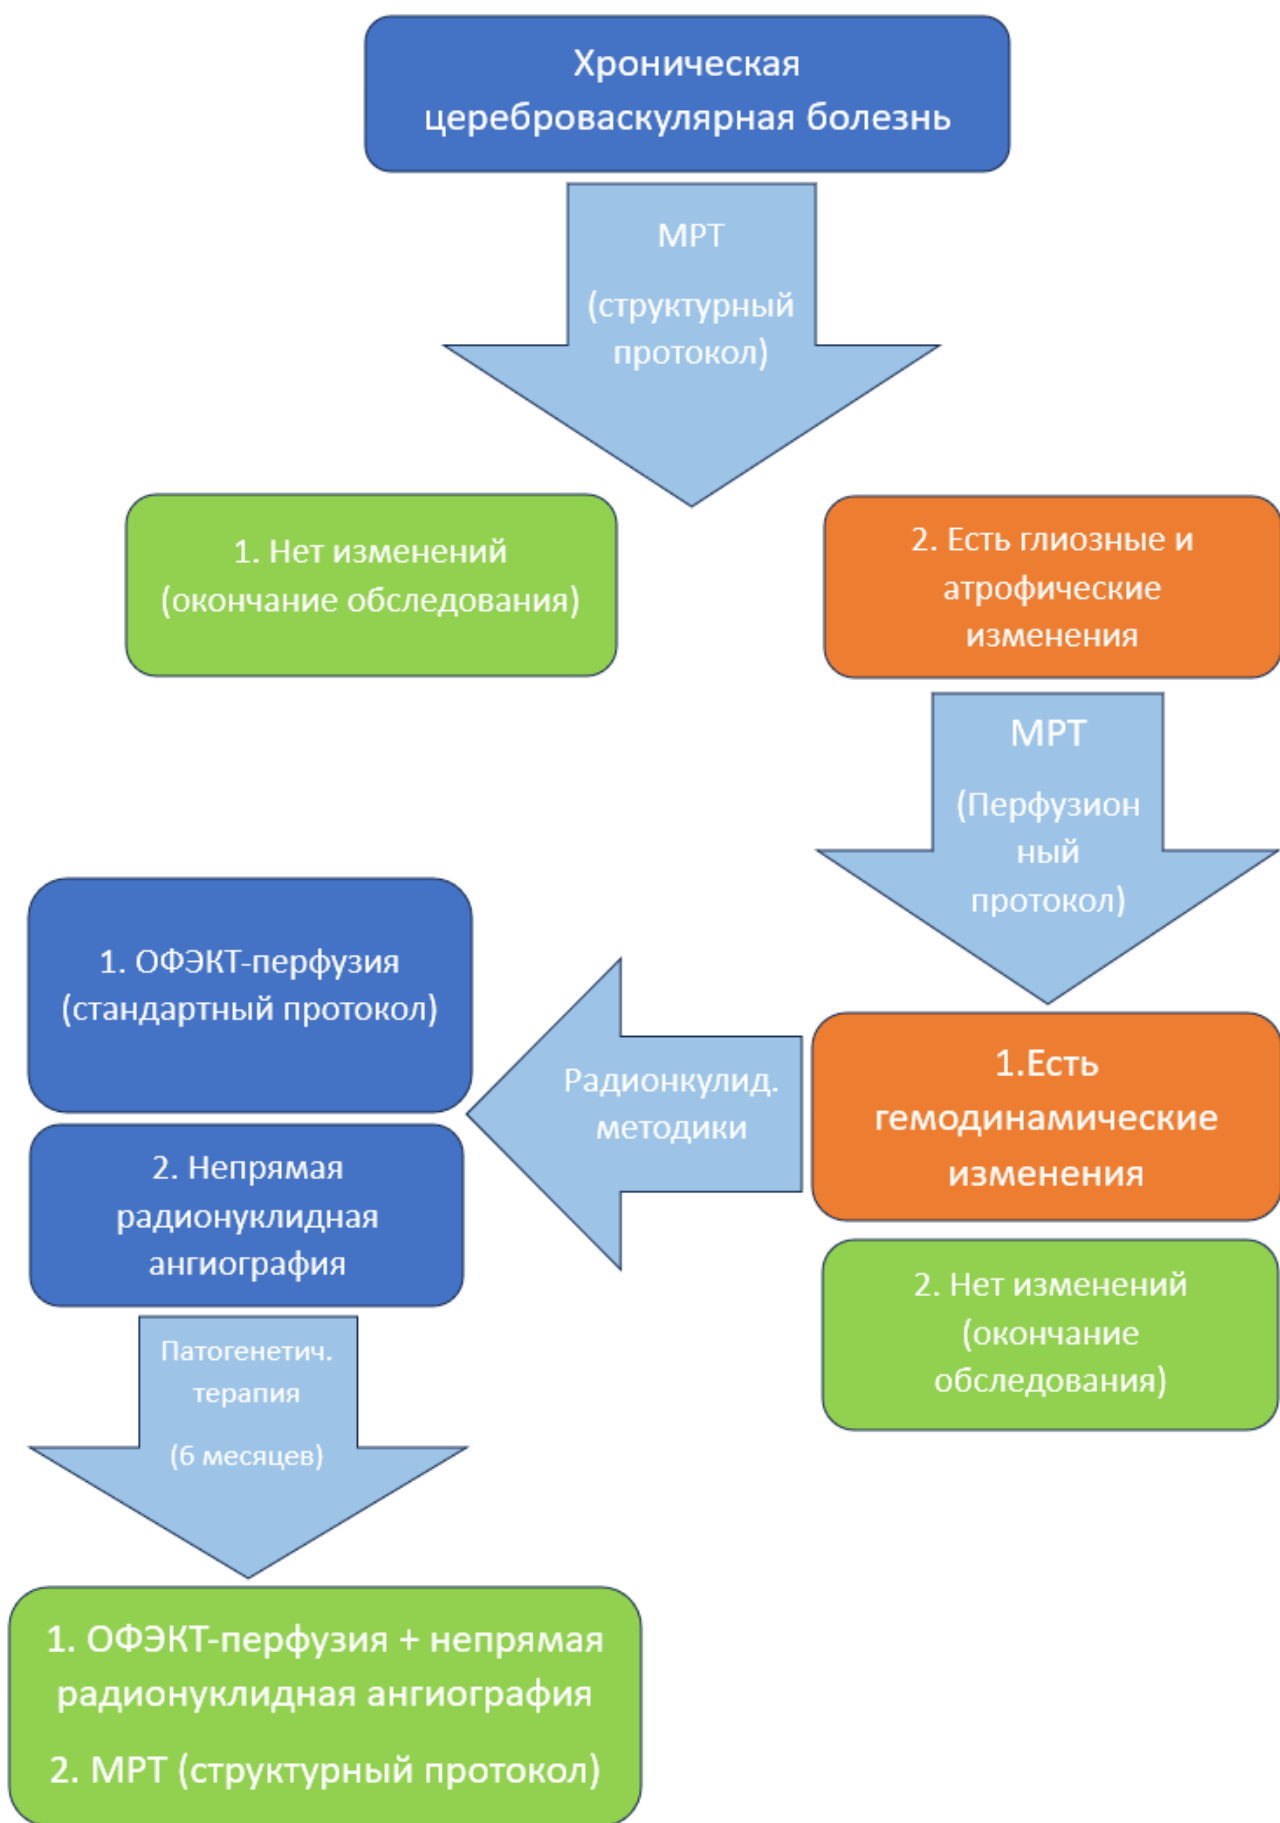 Хроническая
цереброваскулярная болезнь
МРТ
(структурный
протокол)
1. Нет изменений
(окончание обследования)
2. Есть глиозные и
атрофические
изменения
МРТ
(Перфузион
ный
протокол)
1.Есть
гемодинамические
изменения
2. Нет изменений
(окончание
обследования)
Радионкулид.
методики
1. ОФЭКТ-перфузия
(стандартный протокол)
2. Непрямая
радионуклидная
ангиография
Патогенетич.
терапия
(6 месяцев)
1. ОФЭКТ-перфузия + непрямая
радионуклидная ангиография
2. МРТ (структурный протокол)